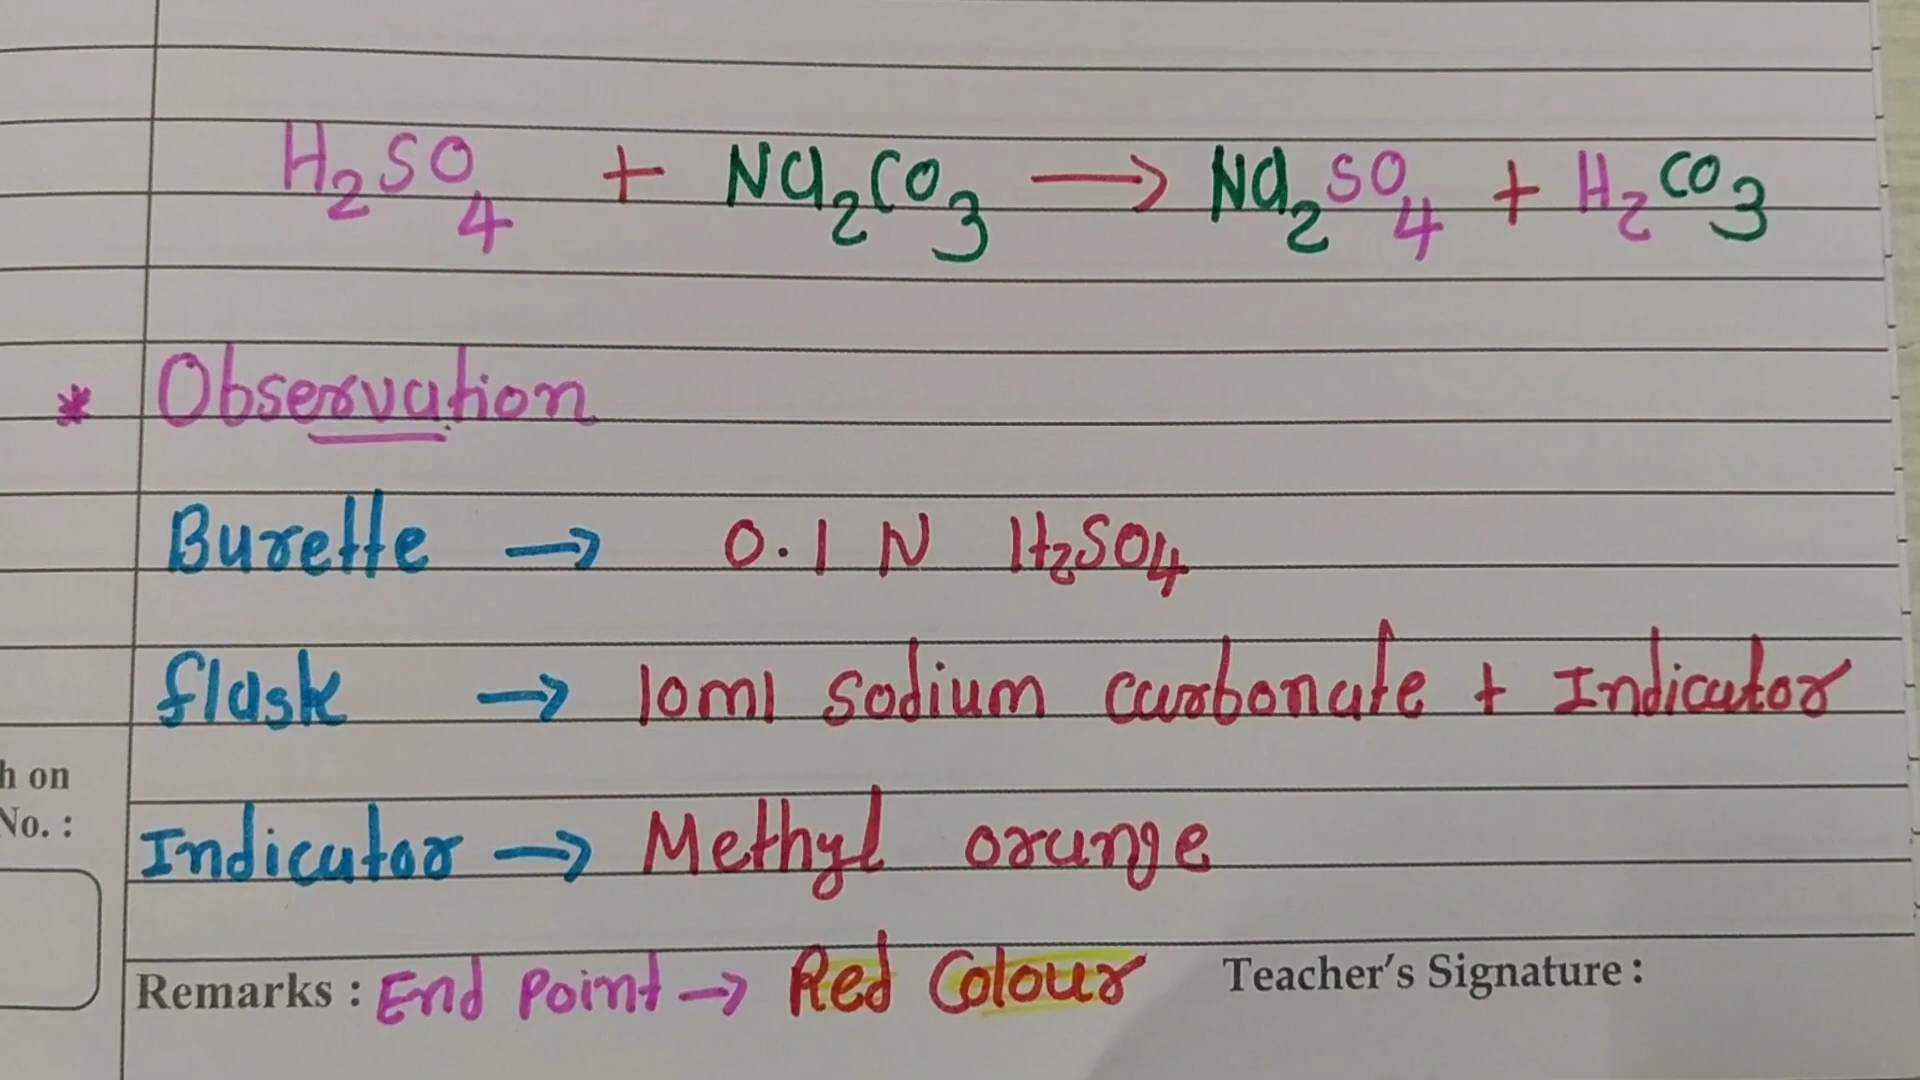 H₂SO₄ + Na₂CO₃ → Na₂SO₄ + H₂CO₃
* Observation
Burette → 0.1 N H₂SO₄
flask → 10ml sodium carbonate + Indicator
h on
No. :
Indicator → Methyl orange
Remarks : End Point → Red Colour Teacher's Signature :